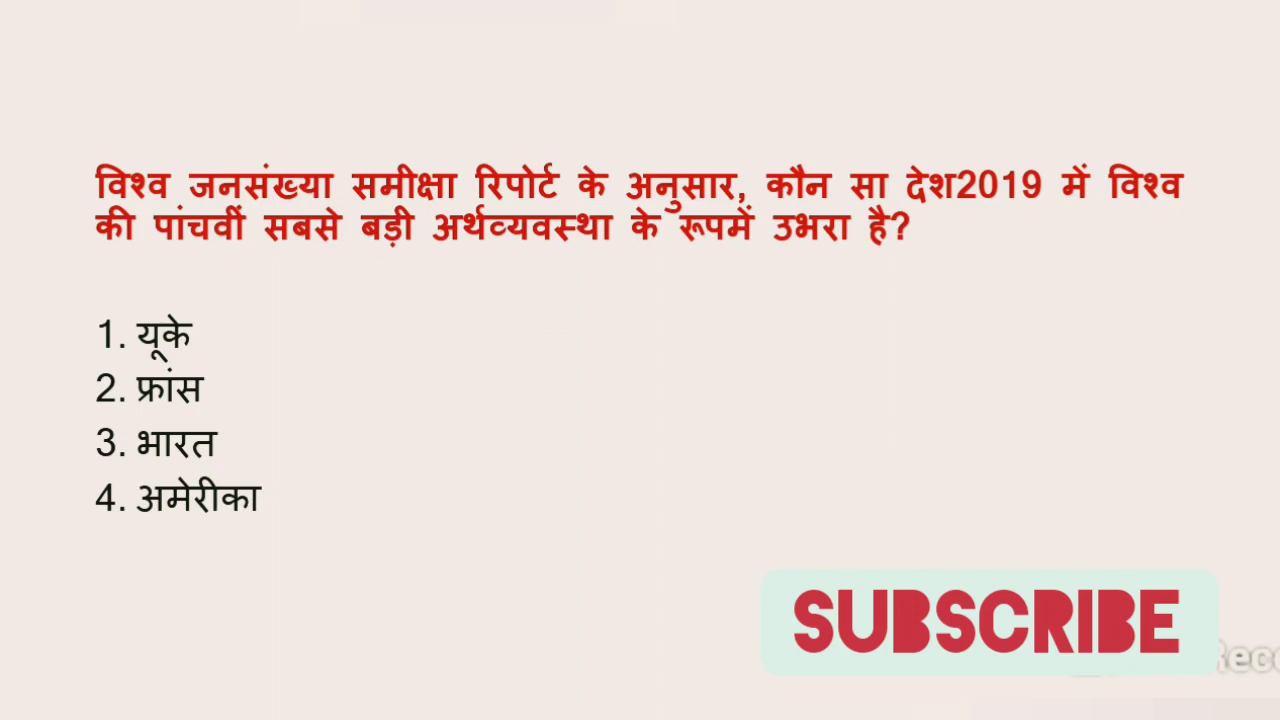 विश्व जनसंख्या समीक्षा रिपोर्ट के अनुसार, कौन सा देश2019 में विश्व
की पांचवीं सबसे बड़ी अर्थव्यवस्था के रूपमें उभरा है?
1. यूके
2. फ्रांस
3. भारत
4. अमेरीका
SUBSCRIBE